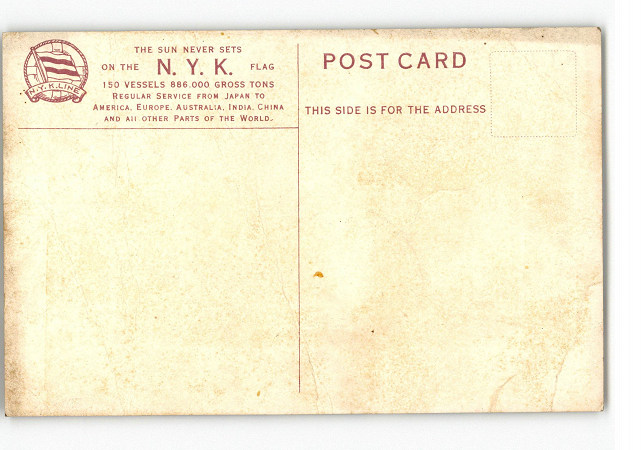 N.Y.K.LINE
THE SUN NEVER SETS
ON THE N. Y. K. FLAG
150 VESSELS 886.000 GROSS TONS
REGULAR SERVICE FROM JAPAN TO
AMERICA, EUROPE, AUSTRALIA, INDIA, CHINA
AND All OTHER PARTS OF THE WORLD.
POST CARD
THIS SIDE IS FOR THE ADDRESS